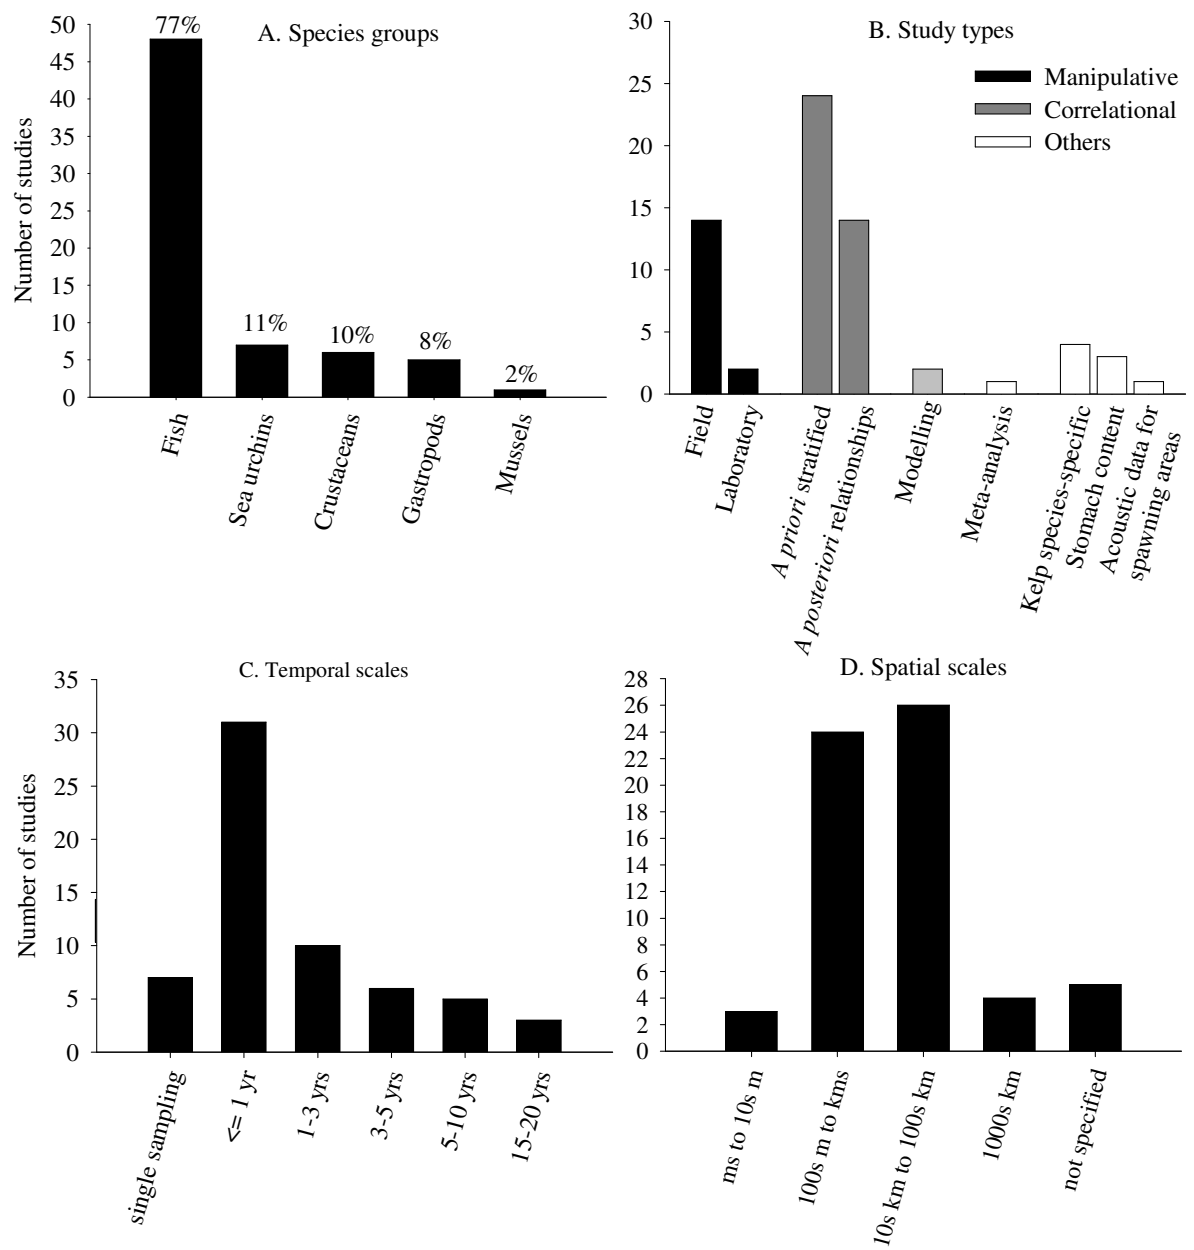 A. Species groups
Number of studies
50
45
40
35
30
25
20
15
10
5
0
77%
11%
10%
8%
2%
Fish
Sea urchins
Crustaceans
Gastropods
Mussels
B. Study types
30
25
20
15
10
5
0
Manipulative
Correlational
Others
Field
Laboratory
A priori stratified
A posteriori relationships
Modelling
Meta-analysis
Kelp species-specific
Stomach content
Acoustic data for
spawning areas
C. Temporal scales
Number of studies
35
30
25
20
15
10
5
0
single sampling
<= 1 yr
1-3 yrs
3-5 yrs
5-10 yrs
15-20 yrs
D. Spatial scales
28
26
24
22
20
18
16
14
12
10
8
6
4
2
0
ms to 10s m
100s m to kms
10s km to 100s km
1000s km
not specified